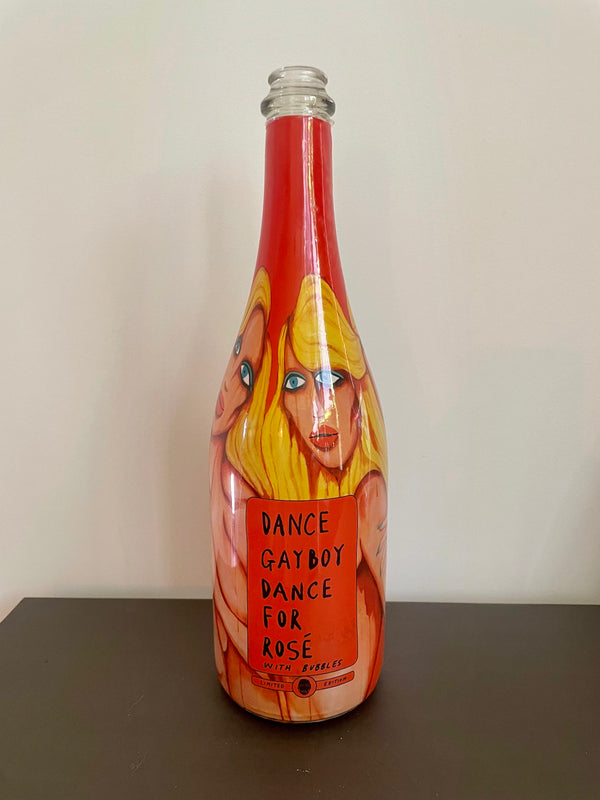 DANCE
GAYBOY
DANCE
FOR
ROSÉ
WITH BUBBLES
LIMITED EDITION